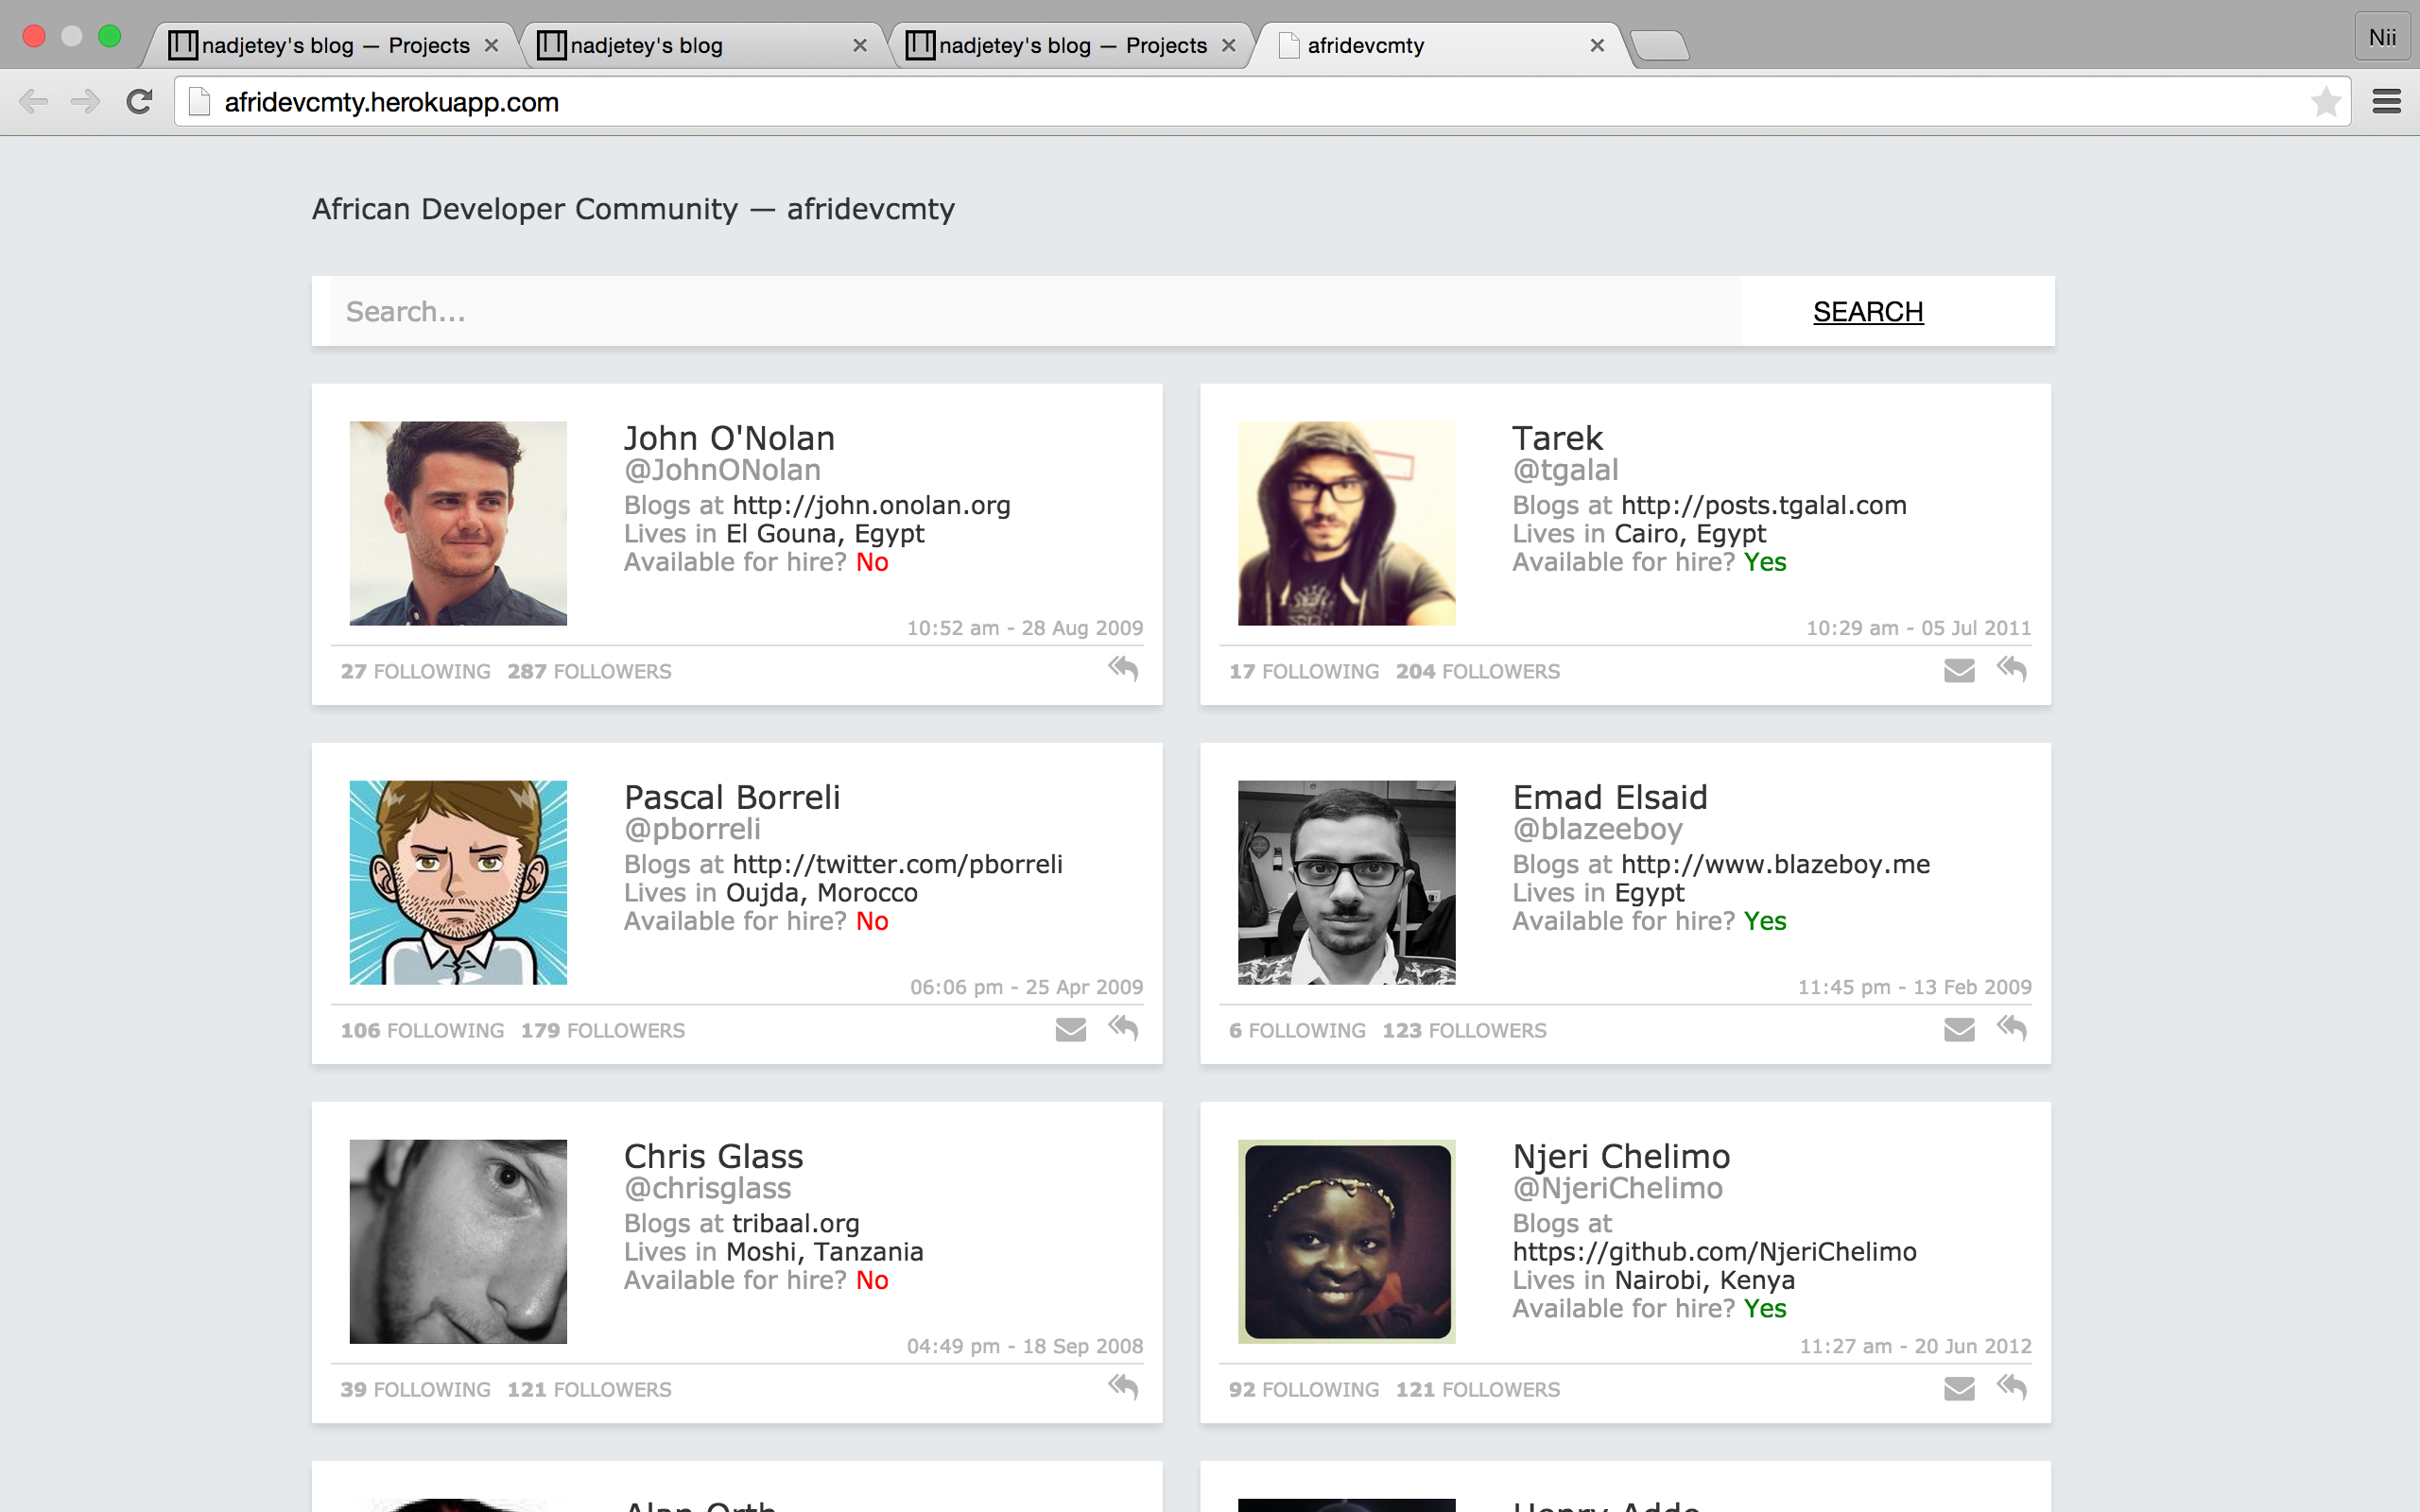 nadjetey's blog — Projects
nadjetey's blog
nadjetey's blog — Projects
afridevcmty
Nii
afridevcmty.herokuapp.com
African Developer Community — afridevcmty
Search...
SEARCH
John O'Nolan
@JohnONolan
Blogs at http://john.onolan.org
Lives in El Gouna, Egypt
Available for hire? No
10:52 am - 28 Aug 2009
27 FOLLOWING 287 FOLLOWERS
Tarek
@tgalal
Blogs at http://posts.tgalal.com
Lives in Cairo, Egypt
Available for hire? Yes
10:29 am - 05 Jul 2011
17 FOLLOWING 204 FOLLOWERS
Pascal Borreli
@pborreli
Blogs at http://twitter.com/pborreli
Lives in Oujda, Morocco
Available for hire? No
06:06 pm - 25 Apr 2009
106 FOLLOWING 179 FOLLOWERS
Emad Elsaid
@blazeeboy
Blogs at http://www.blazeboy.me
Lives in Egypt
Available for hire? Yes
11:45 pm - 13 Feb 2009
6 FOLLOWING 123 FOLLOWERS
Chris Glass
@chrisglass
Blogs at tribaal.org
Lives in Moshi, Tanzania
Available for hire? No
04:49 pm - 18 Sep 2008
39 FOLLOWING 121 FOLLOWERS
Njeri Chelimo
@NjeriChelimo
Blogs at
https://github.com/NjeriChelimo
Lives in Nairobi, Kenya
Available for hire? Yes
11:27 am - 20 Jun 2012
92 FOLLOWING 121 FOLLOWERS
Alan Orth
Henry Addo